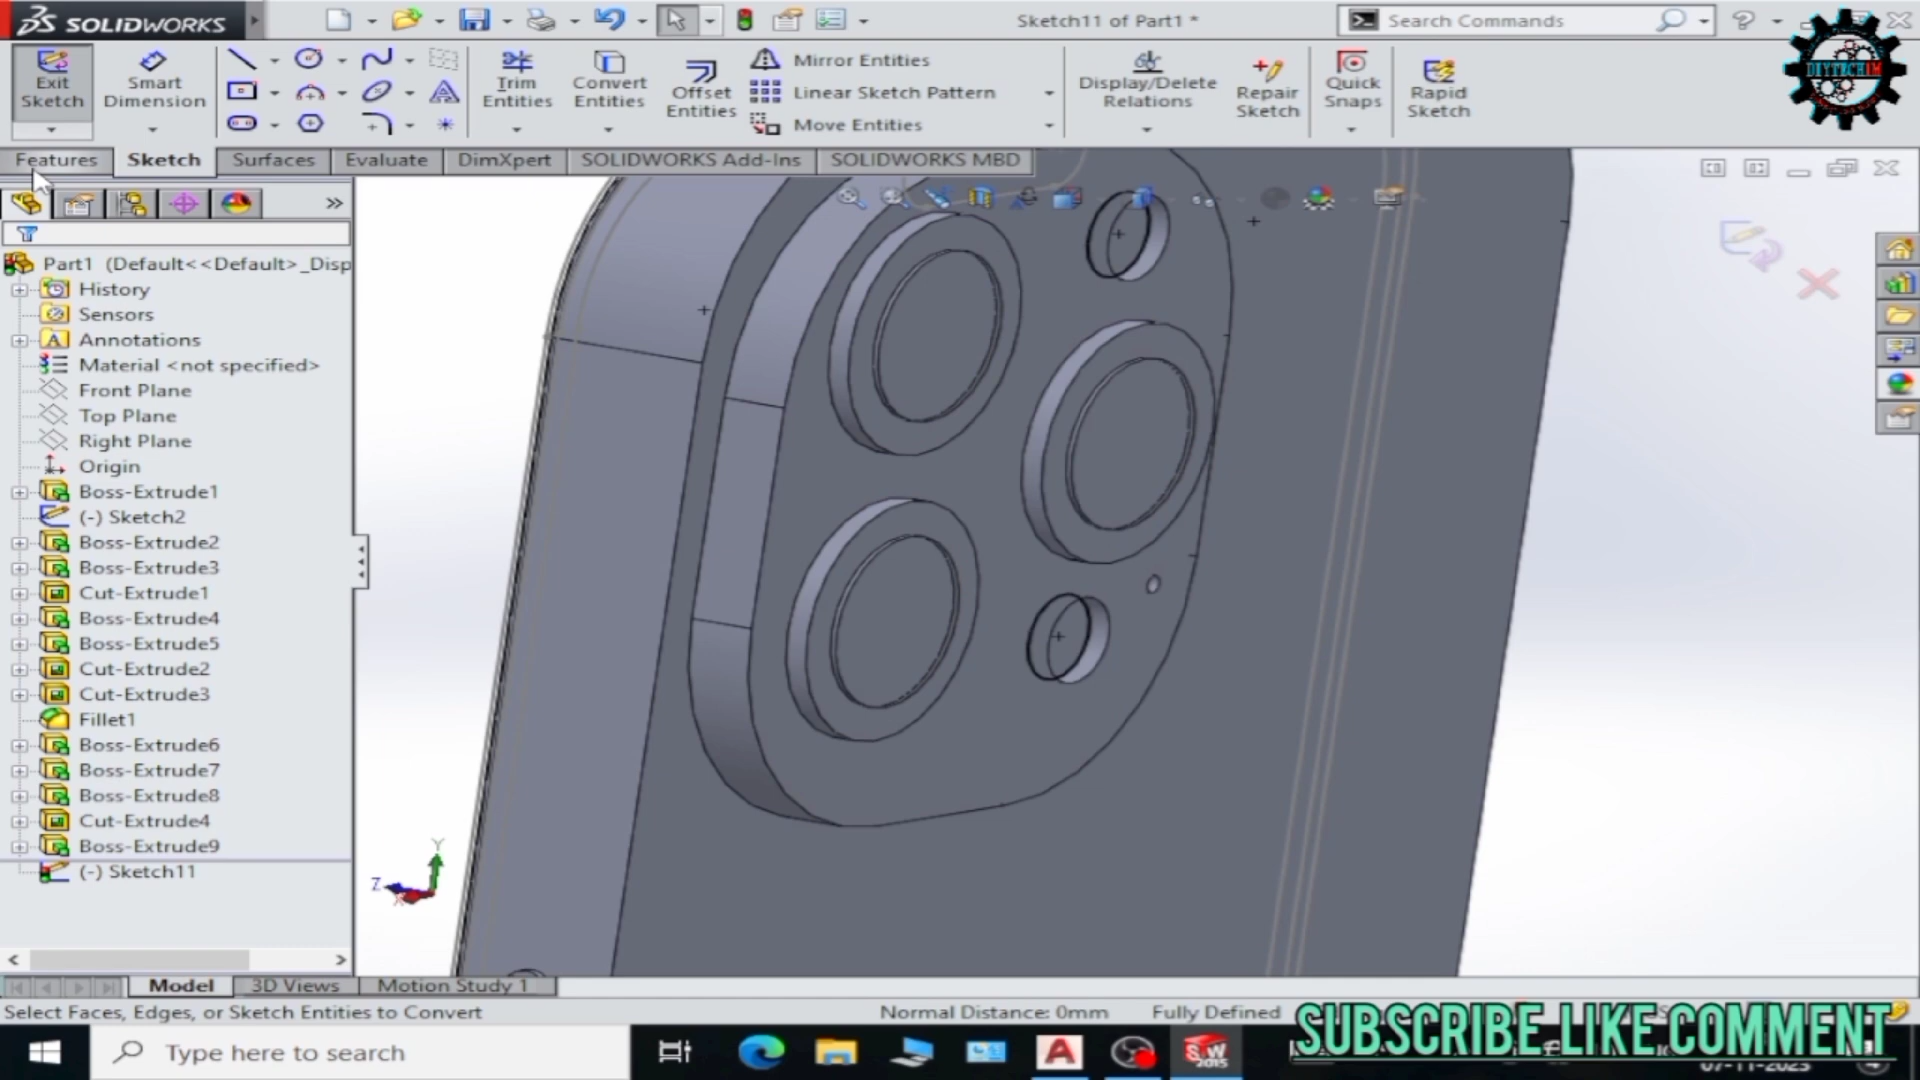 SOLIDWORKS
Sketch11 of Part1 *
Search Commands
DIYTECH1M
Exit Sketch
Smart Dimension
Trim Entities
Convert Entities
Offset Entities
Mirror Entities
Linear Sketch Pattern
Move Entities
Display/Delete Relations
Repair Sketch
Quick Snaps
Rapid Sketch
Features
Sketch
Surfaces
Evaluate
DimXpert
SOLIDWORKS Add-Ins
SOLIDWORKS MBD
Part1 (Default<<Default>_Disp
History
Sensors
Annotations
Material <not specified>
Front Plane
Top Plane
Right Plane
Origin
Boss-Extrude1
(-) Sketch2
Boss-Extrude2
Boss-Extrude3
Cut-Extrude1
Boss-Extrude4
Boss-Extrude5
Cut-Extrude2
Cut-Extrude3
Fillet1
Boss-Extrude6
Boss-Extrude7
Boss-Extrude8
Cut-Extrude4
Boss-Extrude9
(-) Sketch11
Y
Z
X
Model
3D Views
Motion Study 1
Select Faces, Edges, or Sketch Entities to Convert
Normal Distance: 0mm
Fully Defined
SUBSCRIBE LIKE COMMENT
Type here to search
07-11-2023